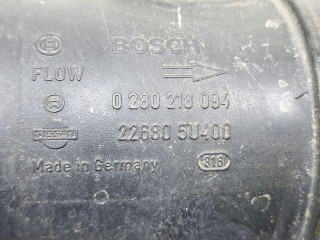 BOSCH
FLOW
0 280 218 094
NISSAN
22680 5U400
Made in Germany
816